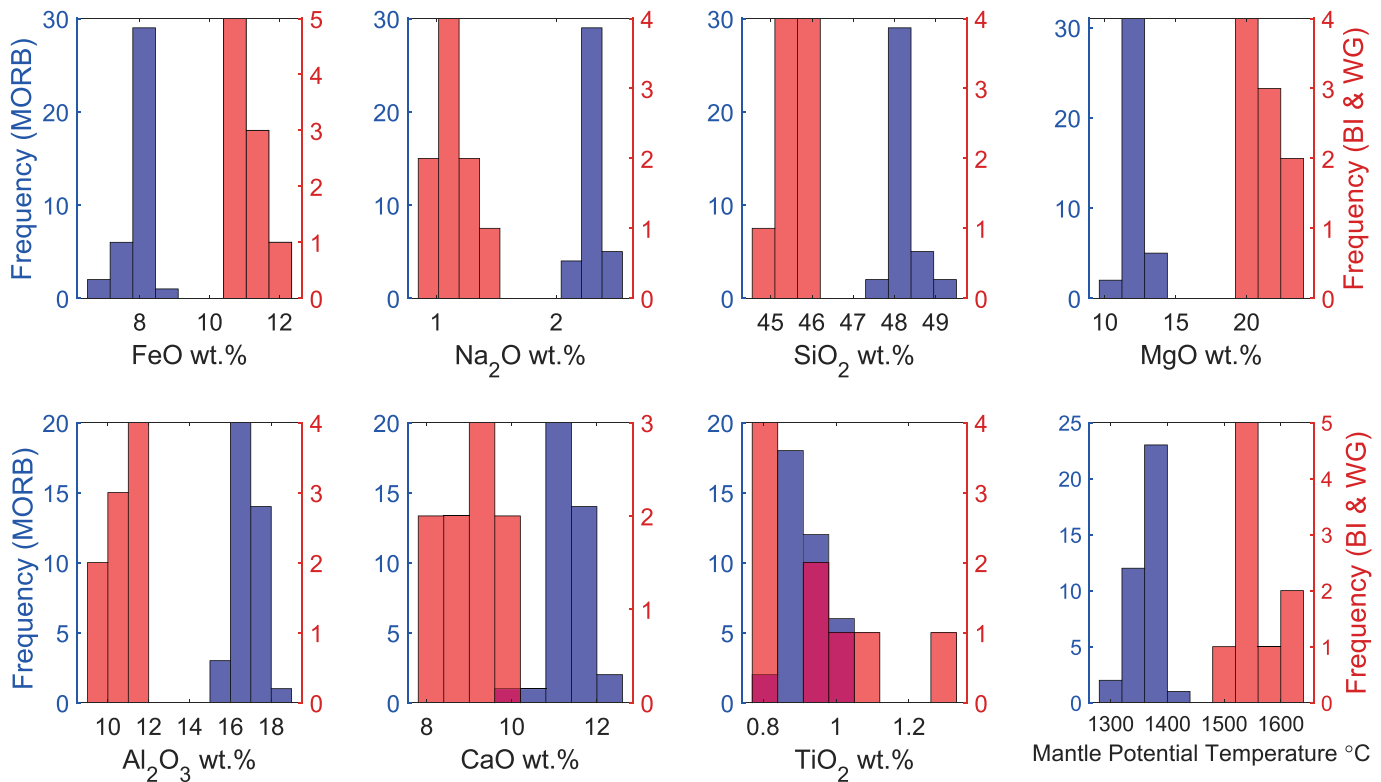 30 5 30 4 30 4 4
Frequency (MORB) 20 4 3 20 3 30 3 Frequency (BI & WG)
3 20 2 2 20 2
10 2 10 1 10 1 10 1
1
0 0 0 0 0 0 0 0
8 10 12 1 2 45 46 47 48 49 10 15 20
FeO wt.% Na2O wt.% SiO2 wt.% MgO wt.%
20 4 20 3 20 4 25 5
Frequency (MORB) 15 3 15 2 15 3 20 4 Frequency (BI & WG)
10 2 10 10 2 15 3
5 1 5 1 5 1 10 2
5 1
0 0 0 0 0 0 0 0
10 12 14 16 18 8 10 12 0.8 1 1.2 1300 1400 1500 1600
Al2O3 wt.% CaO wt.% TiO2 wt.% Mantle Potential Temperature °C